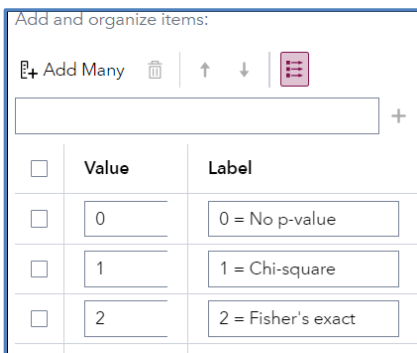 Add and organize items:
Add Many
Value Label
0 0 = No p-value
1 1 = Chi-square
2 2 = Fisher's exact